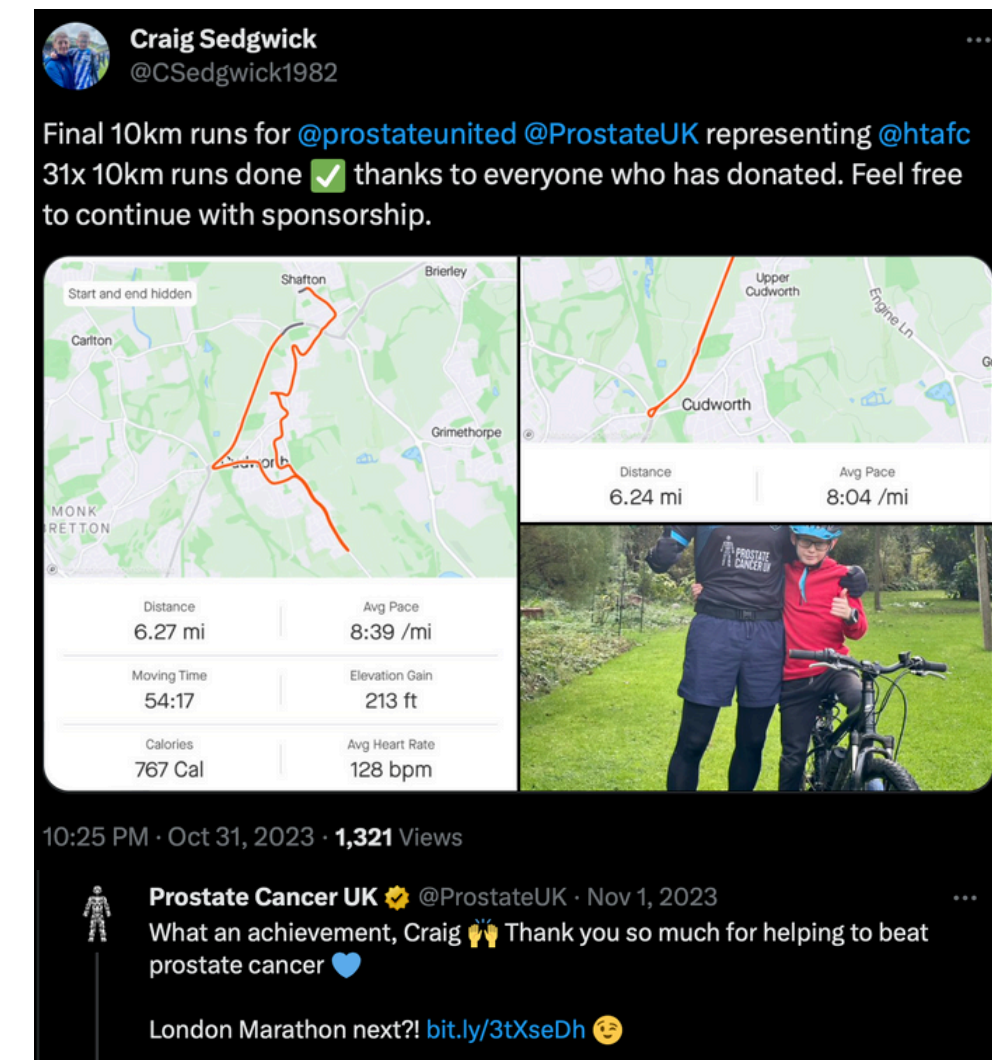 Craig Sedgwick
@CSedgwick1982
Final 10km runs for @prostateunited @ProstateUK representing @htafc
31x 10km runs done ✅ thanks to everyone who has donated. Feel free
to continue with sponsorship.
Start and end hidden
Shafton
Brierley
Carlton
Grimethorpe
Cudworth
MONK
BRETTON
Distance
6.27 mi
Avg Pace
8:39 /mi
Moving Time
54:17
Elevation Gain
213 ft
Calories
767 Cal
Avg Heart Rate
128 bpm
Upper
Cudworth
Engine Ln
G
Cudworth
Distance
6.24 mi
Avg Pace
8:04 /mi
PROSTATE
CANCER UK
10:25 PM · Oct 31, 2023 · 1,321 Views
Prostate Cancer UK @ProstateUK · Nov 1, 2023
What an achievement, Craig 🙌 Thank you so much for helping to beat
prostate cancer 💙
London Marathon next?! bit.ly/3tXseDh 😉